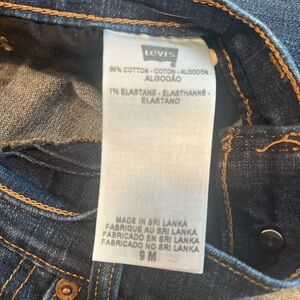 LEVI'S
99% COTTON - COTON - ALGODÓN -
ALGODÃO
1% ELASTANE - ELASTHANNE -
ELASTANO
MADE IN SRI LANKA
FABRIQUE AU SRI LANKA
FABRICADO EN SRI LANKA
FABRICADO NO SRI LANKA
9 M